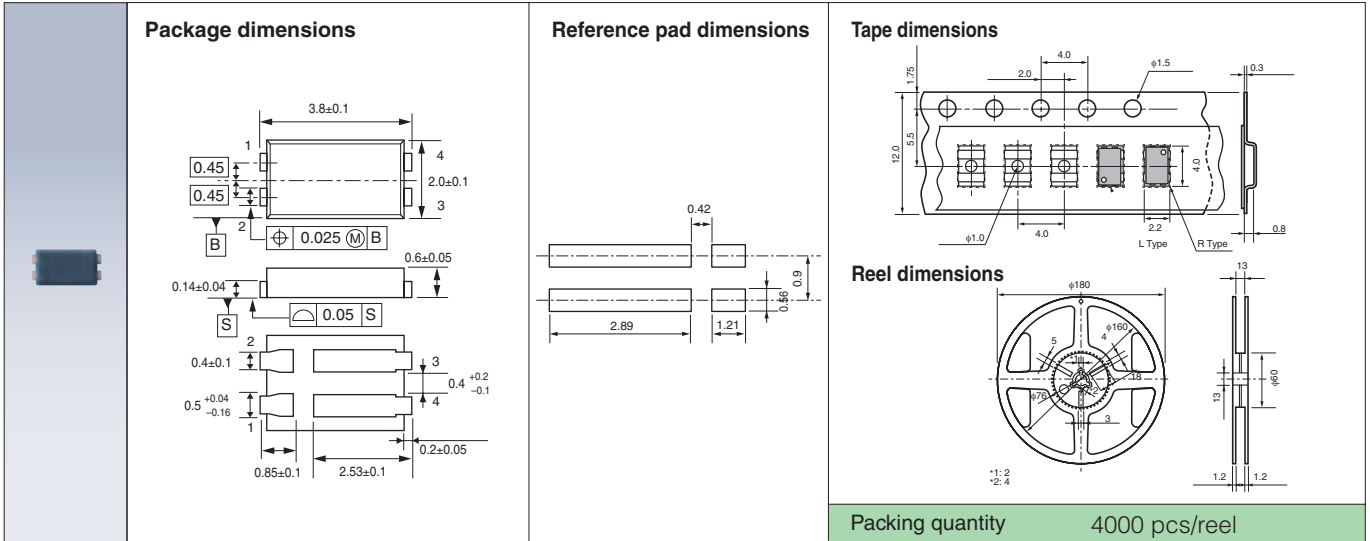 Package dimensions
3.8±0.1
1
4
0.45
2.0±0.1
0.45
3
2
B
⌖ 0.025 Ⓜ B
0.6±0.05
0.14±0.04
S
⌓ 0.05 S
2
3
0.4±0.1
0.4 +0.2 −0.1
0.5 +0.04 −0.16
4
1
0.2±0.05
0.85±0.1
2.53±0.1
Reference pad dimensions
0.42
0.9
0.56
2.89
1.21
Tape dimensions
4.0
2.0
φ1.5
0.3
1.75
5.5
12.0
4.0
φ1.0
4.0
2.2
L Type
R Type
0.8
Reel dimensions
φ180
13
φ160
5
4
*1
18
*2
φ76
3
φ60
13
*1: 2
*2: 4
1.2
1.2
Packing quantity 4000 pcs/reel